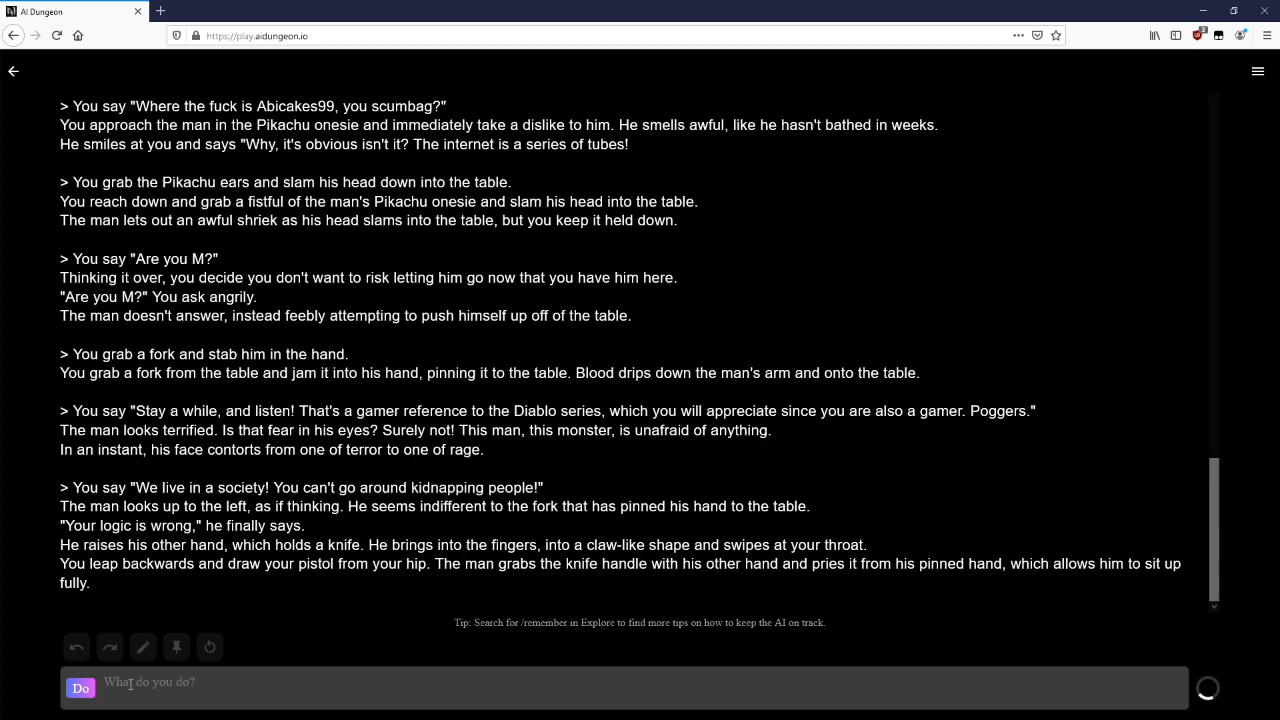 AI Dungeon
https://play.aidungeon.io
> You say "Where the fuck is Abicakes99, you scumbag?"
You approach the man in the Pikachu onesie and immediately take a dislike to him. He smells awful, like he hasn't bathed in weeks.
He smiles at you and says "Why, it's obvious isn't it? The internet is a series of tubes!
> You grab the Pikachu ears and slam his head down into the table.
You reach down and grab a fistful of the man's Pikachu onesie and slam his head into the table.
The man lets out an awful shriek as his head slams into the table, but you keep it held down.
> You say "Are you M?"
Thinking it over, you decide you don't want to risk letting him go now that you have him here.
"Are you M?" You ask angrily.
The man doesn't answer, instead feebly attempting to push himself up off of the table.
> You grab a fork and stab him in the hand.
You grab a fork from the table and jam it into his hand, pinning it to the table. Blood drips down the man's arm and onto the table.
> You say "Stay a while, and listen! That's a gamer reference to the Diablo series, which you will appreciate since you are also a gamer. Poggers."
The man looks terrified. Is that fear in his eyes? Surely not! This man, this monster, is unafraid of anything.
In an instant, his face contorts from one of terror to one of rage.
> You say "We live in a society! You can't go around kidnapping people!"
The man looks up to the left, as if thinking. He seems indifferent to the fork that has pinned his hand to the table.
"Your logic is wrong," he finally says.
He raises his other hand, which holds a knife. He brings into the fingers, into a claw-like shape and swipes at your throat.
You leap backwards and draw your pistol from your hip. The man grabs the knife handle with his other hand and pries it from his pinned hand, which allows him to sit up
fully.
Tip: Search for /remember in Explore to find more tips on how to keep the AI on track.
Do What do you do?